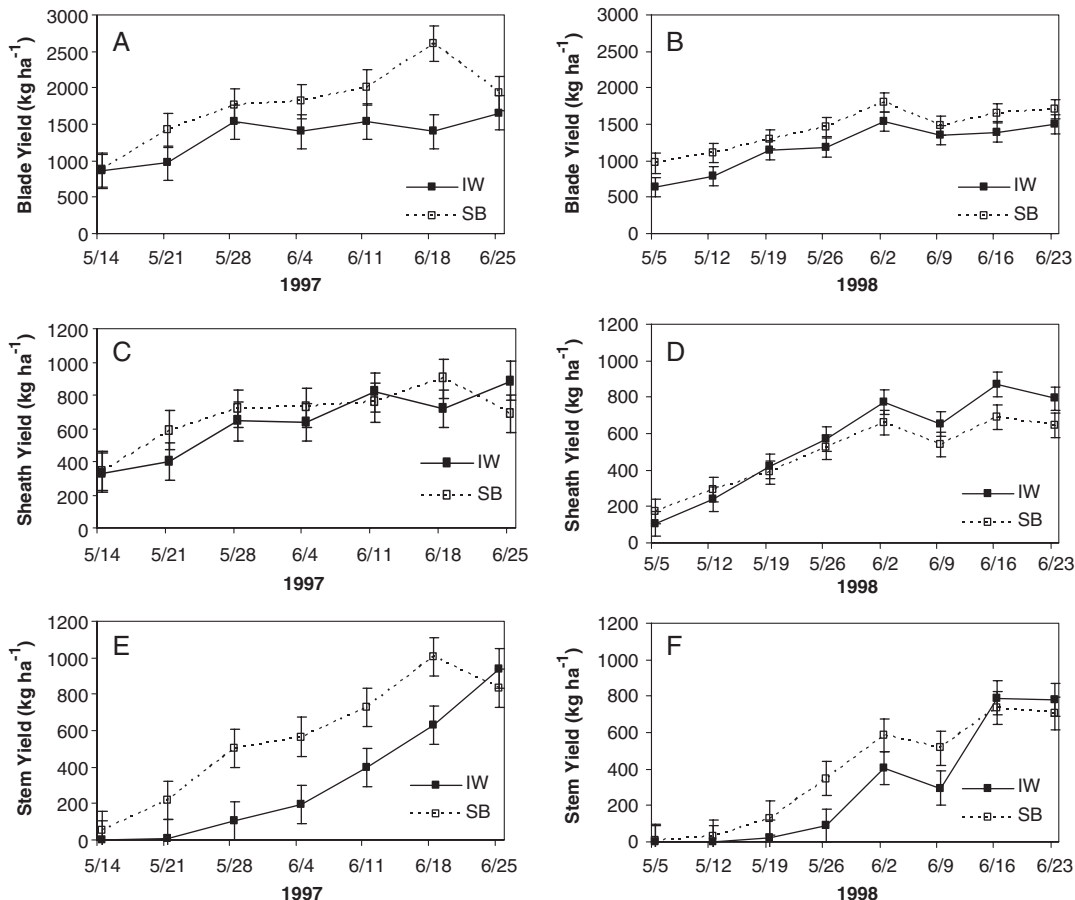 A
Blade Yield (kg ha-1)
3000
2500
2000
1500
1000
500
0
IW
SB
5/14 5/21 5/28 6/4 6/11 6/18 6/25
1997
B
Blade Yield (kg ha-1)
3000
2500
2000
1500
1000
500
0
IW
SB
5/5 5/12 5/19 5/26 6/2 6/9 6/16 6/23
1998
C
Sheath Yield (kg ha-1)
1200
1000
800
600
400
200
0
IW
SB
5/14 5/21 5/28 6/4 6/11 6/18 6/25
1997
D
Sheath Yield (kg ha-1)
1200
1000
800
600
400
200
0
IW
SB
5/5 5/12 5/19 5/26 6/2 6/9 6/16 6/23
1998
E
Stem Yield (kg ha-1)
1200
1000
800
600
400
200
0
IW
SB
5/14 5/21 5/28 6/4 6/11 6/18 6/25
1997
F
Stem Yield (kg ha-1)
1200
1000
800
600
400
200
0
IW
SB
5/5 5/12 5/19 5/26 6/2 6/9 6/16 6/23
1998